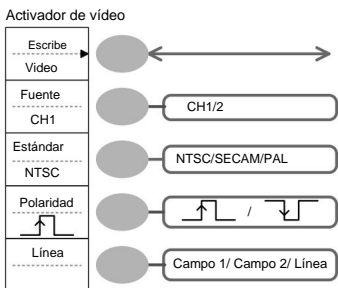 Activador de vídeo
Escribe
Video
Fuente
CH1
CH1/2
Estándar
NTSC
NTSC/SECAM/PAL
Polaridad
/
Línea
Campo 1/ Campo 2/ Línea